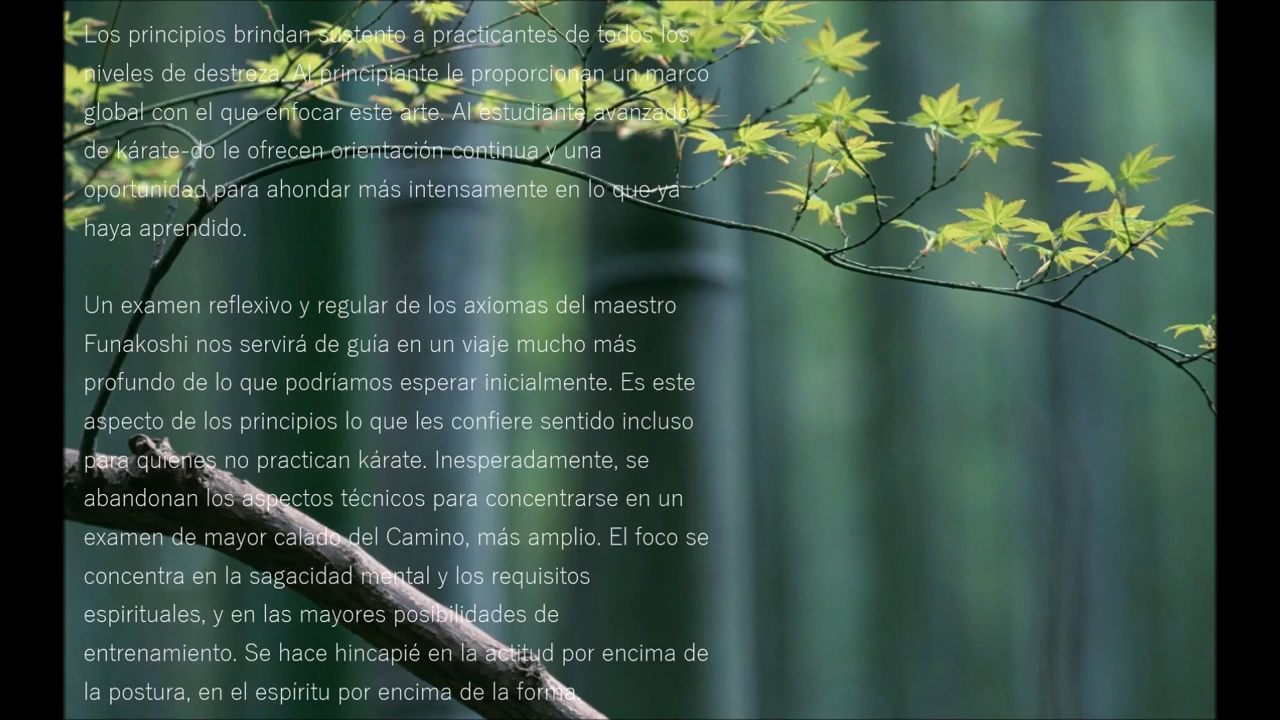 Los principios brindan sustento a practicantes de todos los
niveles de destreza. Al principiante le proporcionan un marco
global con el que enfocar este arte. Al estudiante avanzado
de kárate-do le ofrecen orientación continua y una
oportunidad para ahondar más intensamente en lo que ya
haya aprendido.
Un examen reflexivo y regular de los axiomas del maestro
Funakoshi nos servirá de guía en un viaje mucho más
profundo de lo que podríamos esperar inicialmente. Es este
aspecto de los principios lo que les confiere sentido incluso
para quienes no practican kárate. Inesperadamente, se
abandonan los aspectos técnicos para concentrarse en un
examen de mayor calado del Camino, más amplio. El foco se
concentra en la sagacidad mental y los requisitos
espirituales, y en las mayores posibilidades de
entrenamiento. Se hace hincapié en la actitud por encima de
la postura, en el espíritu por encima de la forma.